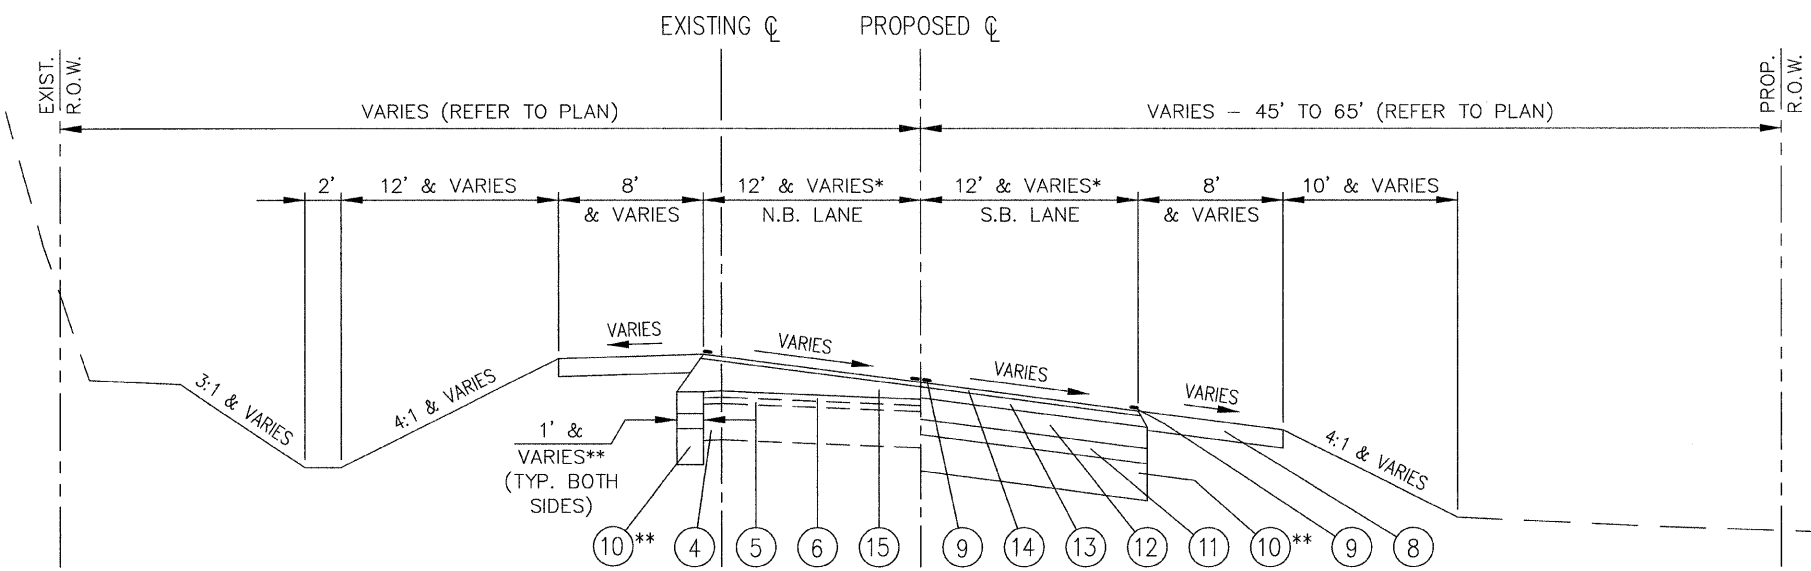 EXISTING ℄
PROPOSED ℄
EXIST.
R.O.W.
PROP.
R.O.W.
VARIES (REFER TO PLAN)
VARIES – 45' TO 65' (REFER TO PLAN)
2'
12' & VARIES
8'
& VARIES
12' & VARIES*
N.B. LANE
12' & VARIES*
S.B. LANE
8'
& VARIES
10' & VARIES
VARIES
VARIES
VARIES
VARIES
3:1 & VARIES
4:1 & VARIES
4:1 & VARIES
1' &
VARIES**
(TYP. BOTH
SIDES)
10 **
4
5
6
15
9
14
13
12
11
10 **
9
8